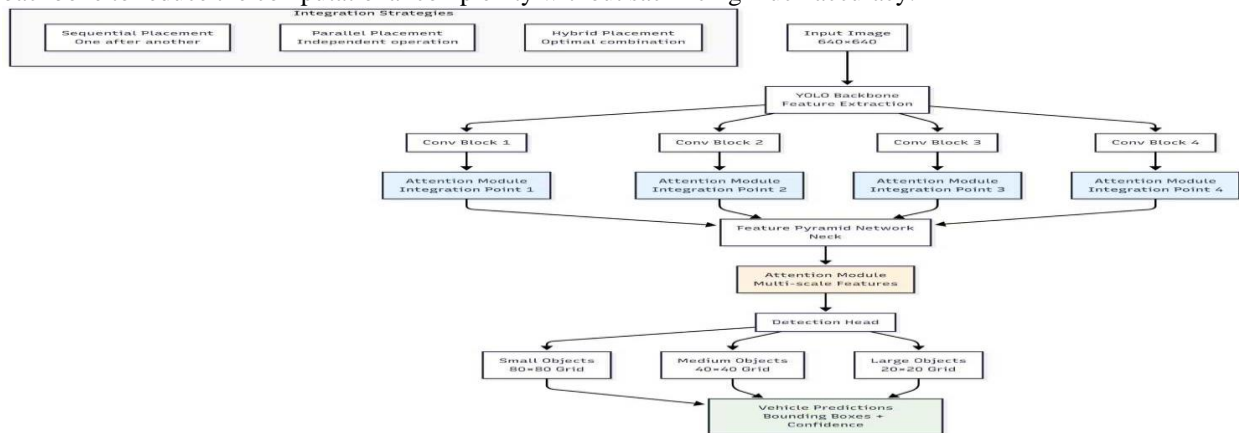 Integration Strategies
Sequential Placement
One after another
Parallel Placement
Independent operation
Hybrid Placement
Optimal combination
Input Image
640×640
YOLO Backbone
Feature Extraction
Conv Block 1
Conv Block 2
Conv Block 3
Conv Block 4
Attention Module
Integration Point 1
Attention Module
Integration Point 2
Attention Module
Integration Point 3
Attention Module
Integration Point 4
Feature Pyramid Network
Neck
Attention Module
Multi-scale Features
Detection Head
Small Objects
80×80 Grid
Medium Objects
40×40 Grid
Large Objects
20×20 Grid
Vehicle Predictions
Bounding Boxes +
Confidence